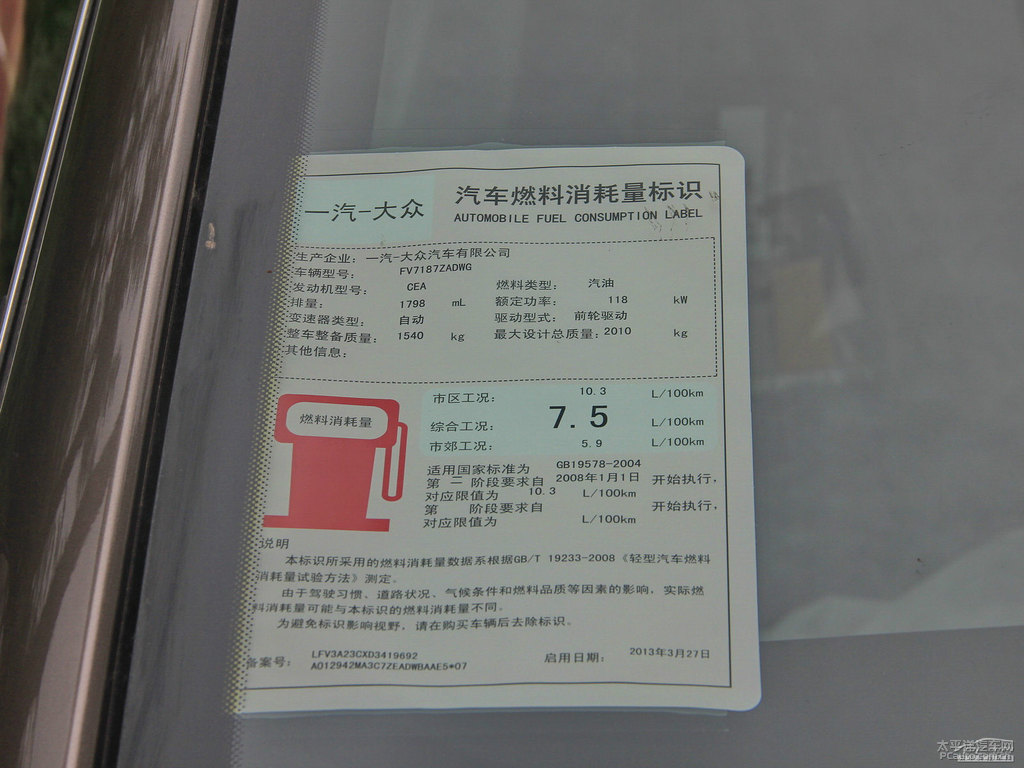 一汽-大众
汽车燃料消耗量标识
AUTOMOBILE FUEL CONSUMPTION LABEL
生产企业：一汽-大众汽车有限公司
车辆型号： FV7187ZADWG
发动机型号： CEA 燃料类型： 汽油
排量： 1798 mL 额定功率： 118 kW
变速器类型： 自动 驱动型式： 前轮驱动
整车整备质量： 1540 kg 最大设计总质量：2010 kg
其他信息：
燃料消耗量
市区工况： 10.3 L/100km
综合工况： 7.5 L/100km
市郊工况： 5.9 L/100km
适用国家标准为 GB19578-2004
第 二 阶段要求自 2008年1月1日 开始执行，
对应限值为 10.3 L/100km
第 阶段要求自 开始执行，
对应限值为 L/100km
说明
本标识所采用的燃料消耗量数据系根据GB/T 19233-2008《轻型汽车燃料
消耗量试验方法》测定。
由于驾驶习惯、道路状况、气候条件和燃料品质等因素的影响，实际燃
料消耗量可能与本标识的燃料消耗量不同。
为避免标识影响视野，请在购买车辆后去除标识。
备案号： LFV3A23CXD3419692
A012942MA3C7ZEADWBAAE5*07
启用日期： 2013年3月27日
太平洋汽车网
PCauto.com.cn